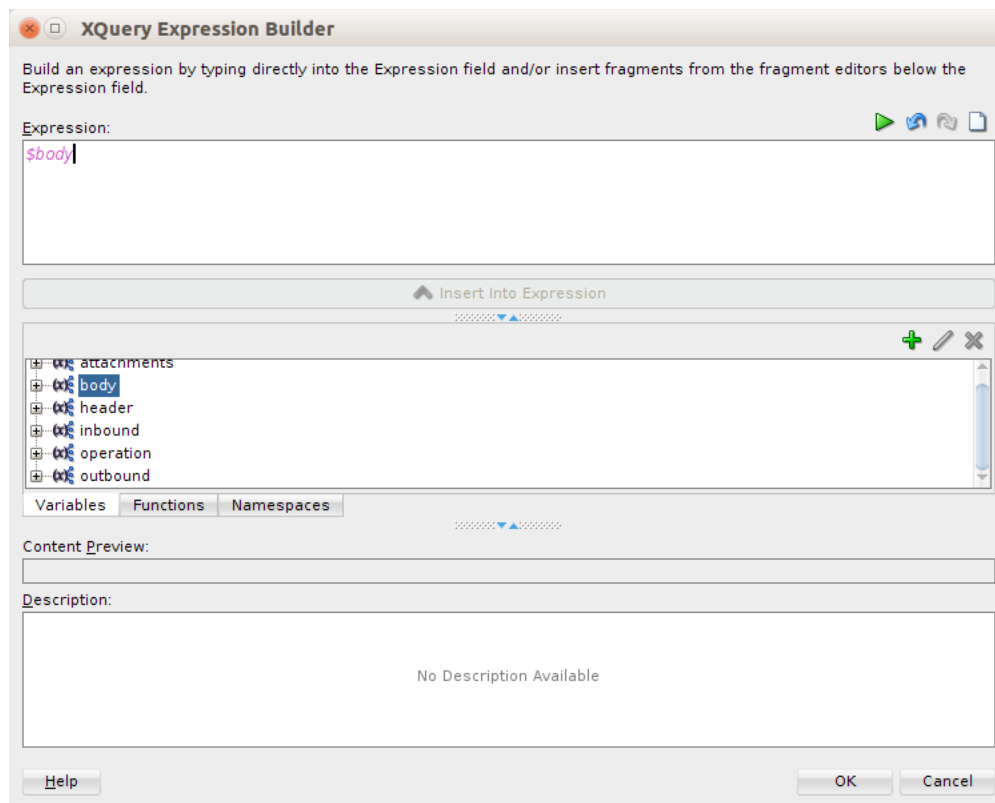 XQuery Expression Builder
Build an expression by typing directly into the Expression field and/or insert fragments from the fragment editors below the
Expression field.
Expression:
$body
Insert Into Expression
attachments
body
header
inbound
operation
outbound
Variables Functions Namespaces
Content Preview:
Description:
No Description Available
Help OK Cancel